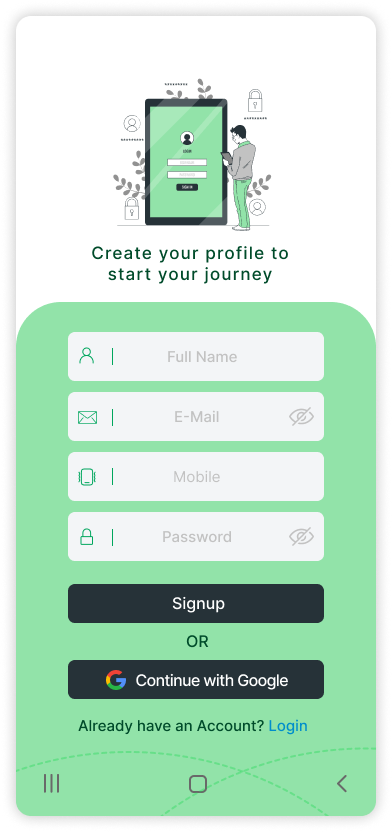 LOGIN
SIGN IN
Create your profile to
start your journey
Full Name
E-Mail
Mobile
Password
Signup
OR
Continue with Google
Already have an Account? Login